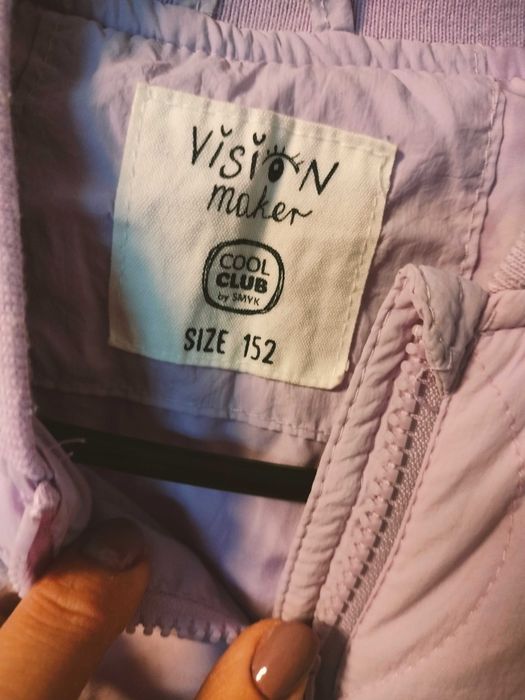 VisiON
maker
COOL
CLUB
by SMYK
SIZE 152